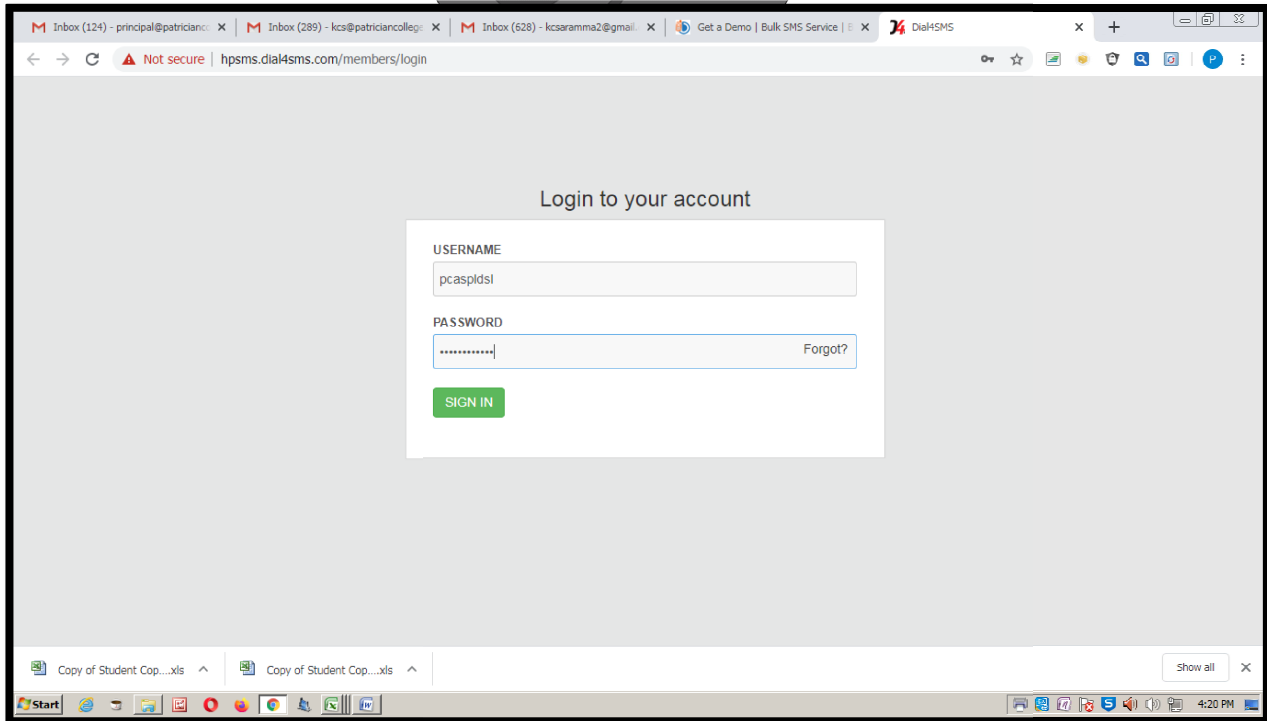 Inbox (124) - principal@patricianc
Inbox (289) - kcs@patriciancollege
Inbox (628) - kcsaramma2@gmail.
Get a Demo | Bulk SMS Service |
Dial4SMS
Not secure | hpsms.dial4sms.com/members/login
P
Login to your account
USERNAME
pcaspldsl
PASSWORD
••••••••••••
Forgot?
SIGN IN
Copy of Student Cop....xls
Copy of Student Cop....xls
Show all
Start
4:20 PM